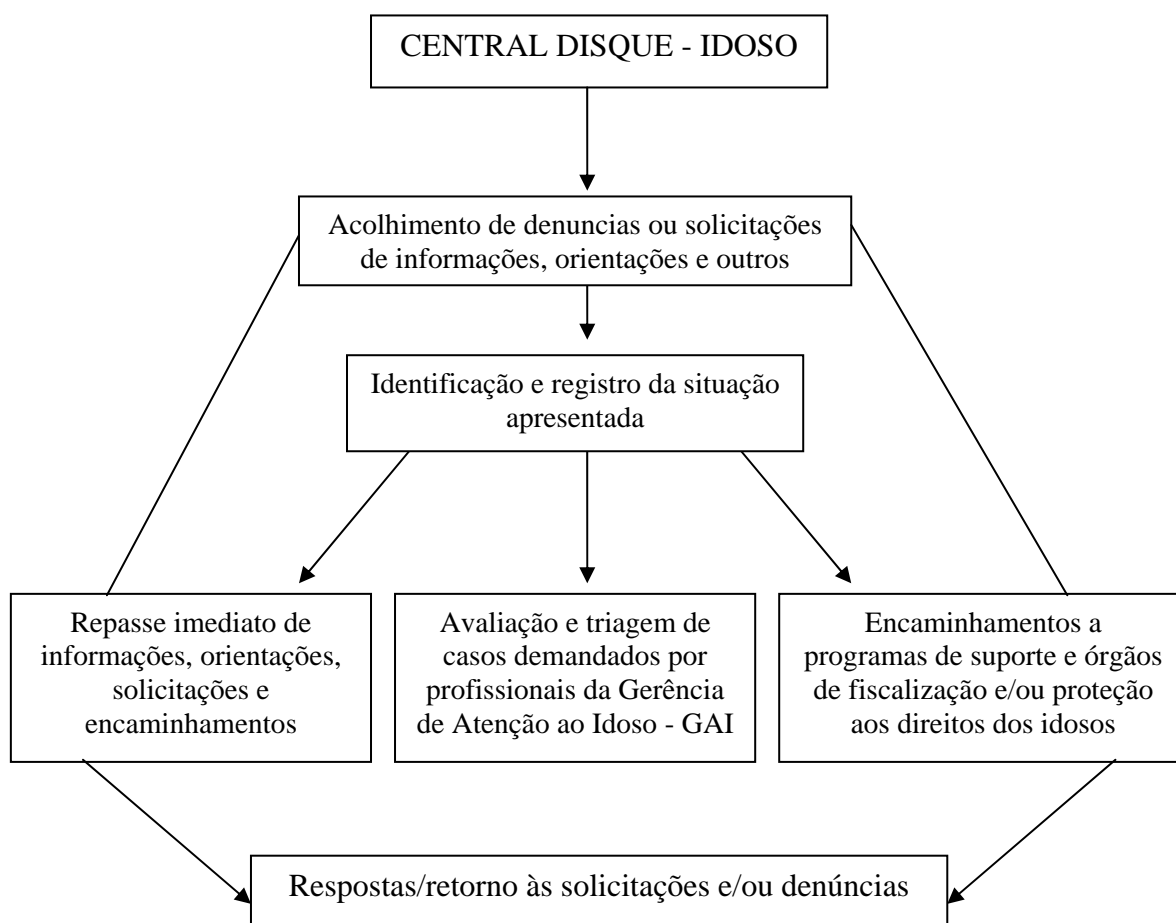 CENTRAL DISQUE - IDOSO
Acolhimento de denuncias ou solicitações
de informações, orientações e outros
Identificação e registro da situação
apresentada
Repasse imediato de
informações, orientações,
solicitações e
encaminhamentos
Avaliação e triagem de
casos demandados por
profissionais da Gerência
de Atenção ao Idoso - GAI
Encaminhamentos a
programas de suporte e órgãos
de fiscalização e/ou proteção
aos direitos dos idosos
Respostas/retorno às solicitações e/ou denúncias